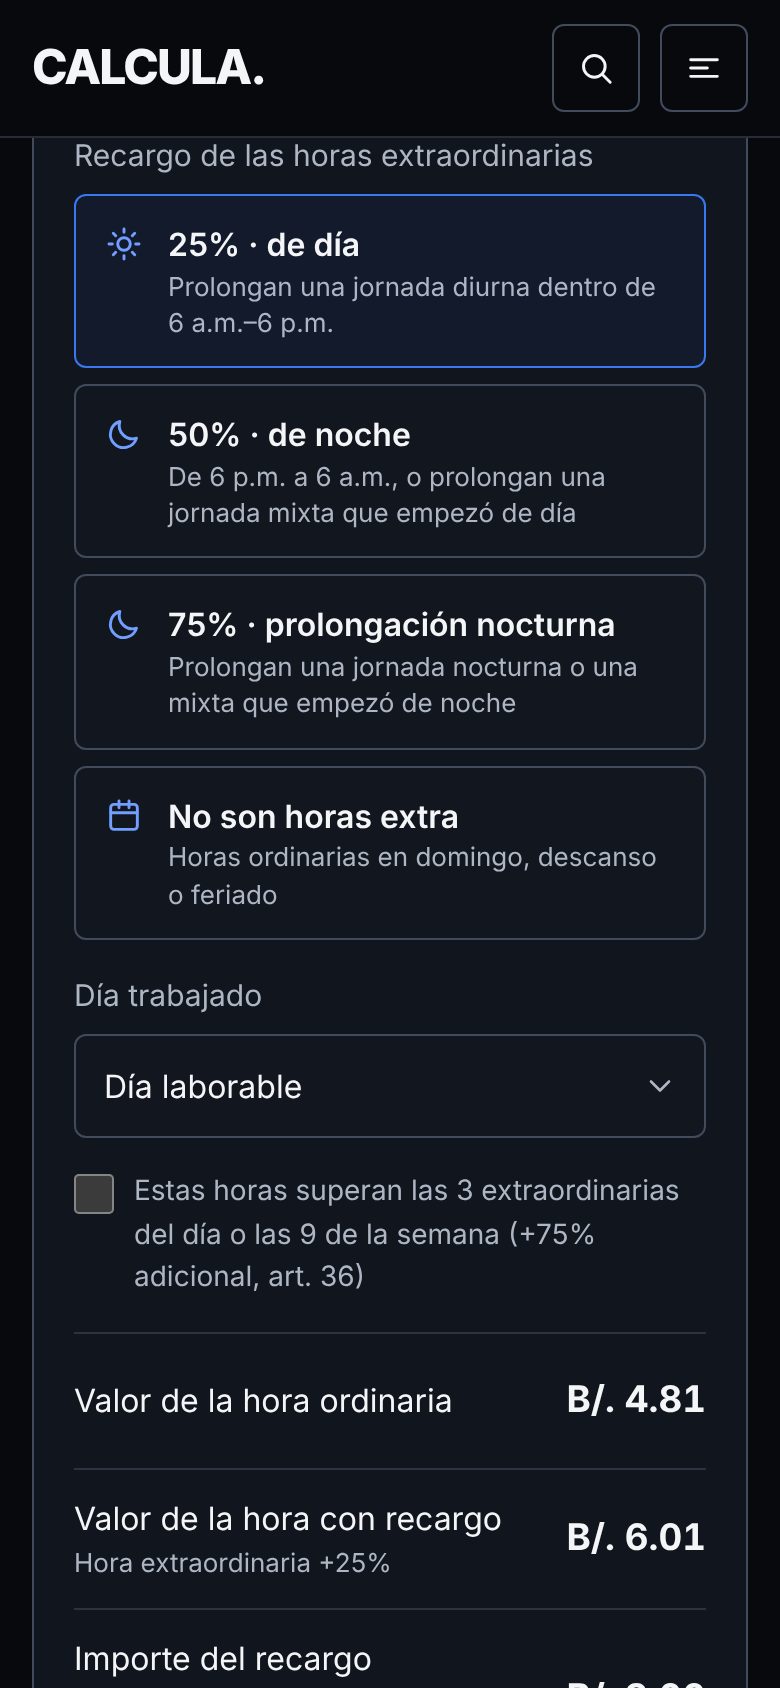 CALCULA.
Recargo de las horas extraordinarias
25% · de día
Prolongan una jornada diurna dentro de
6 a.m.–6 p.m.
50% · de noche
De 6 p.m. a 6 a.m., o prolongan una
jornada mixta que empezó de día
75% · prolongación nocturna
Prolongan una jornada nocturna o una
mixta que empezó de noche
No son horas extra
Horas ordinarias en domingo, descanso
o feriado
Día trabajado
Día laborable
Estas horas superan las 3 extraordinarias
del día o las 9 de la semana (+75%
adicional, art. 36)
Valor de la hora ordinaria
B/. 4.81
Valor de la hora con recargo
B/. 6.01
Hora extraordinaria +25%
Importe del recargo